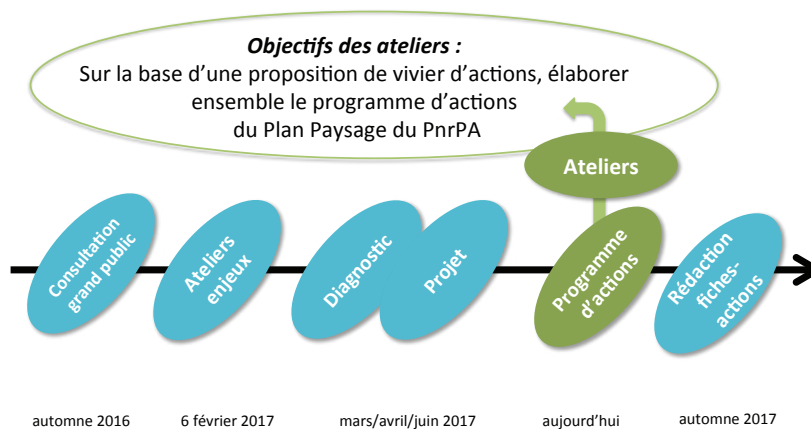 Objectifs des ateliers :
Sur la base d'une proposition de vivier d'actions, élaborer
ensemble le programme d'actions
du Plan Paysage du PnrPA
Ateliers
Consultation
grand public
Ateliers
enjeux
Diagnostic
Projet
Programme
d'actions
Rédaction
fiches-
actions
automne 2016
6 février 2017
mars/avril/juin 2017
aujourd'hui
automne 2017